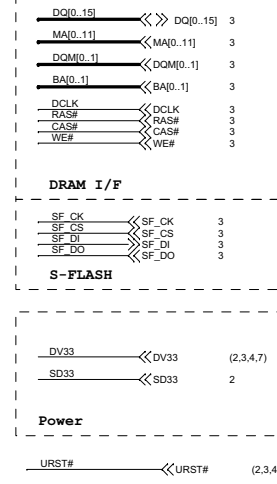 DQ[0..15] DQ[0..15] 3
MA[0..11] MA[0..11] 3
DQM[0..1] DQM[0..1] 3
BA[0..1] BA[0..1] 3
DCLK DCLK 3
RAS# RAS# 3
CAS# CAS# 3
WE# WE# 3
DRAM I/F
SF_CK SF_CK 3
SF_CS SF_CS 3
SF_DI SF_DI 3
SF_DO SF_DO 3
S-FLASH
DV33 DV33 (2,3,4,7)
SD33 SD33 2
Power
URST# URST# (2,3,4